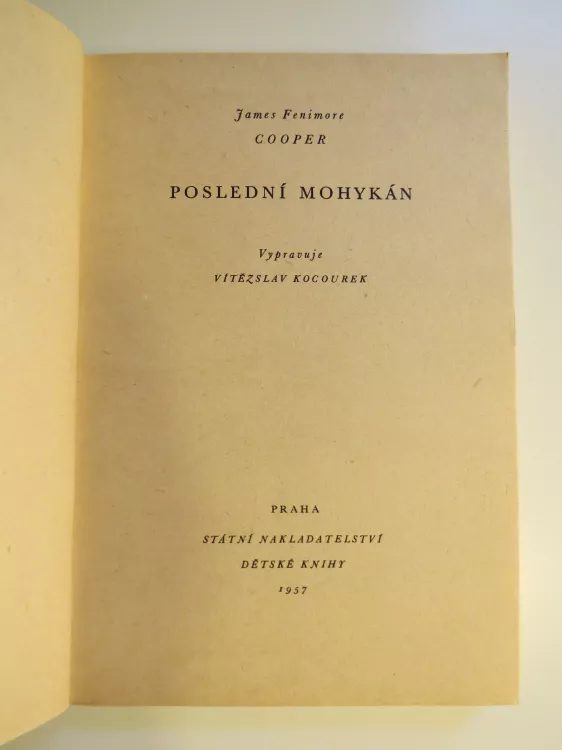 James Fenimore
COOPER
POSLEDNÍ MOHYKÁN
Vypravuje
VÍTĚZSLAV KOCOUREK
PRAHA
STÁTNÍ NAKLADATELSTVÍ
DĚTSKÉ KNIHY
1957